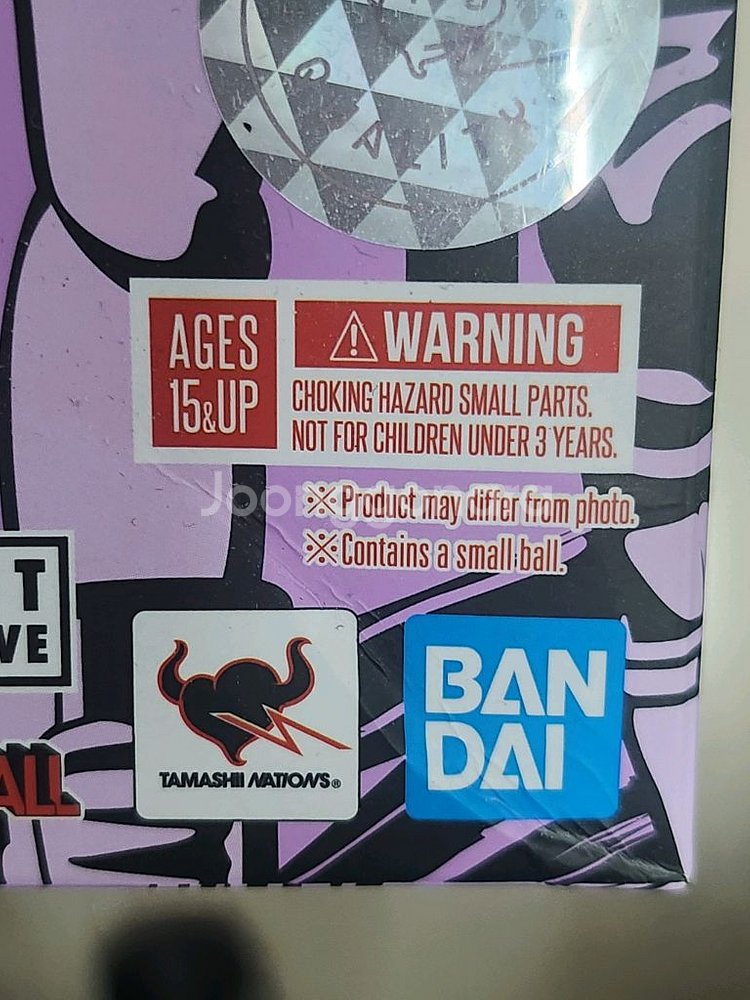 ALITY
AGES
15&UP
⚠WARNING
CHOKING HAZARD SMALL PARTS.
NOT FOR CHILDREN UNDER 3 YEARS.
※Product may differ from photo.
※Contains a small ball.
T
VE
ALL
TAMASHII NATIONS®
BAN
DAI